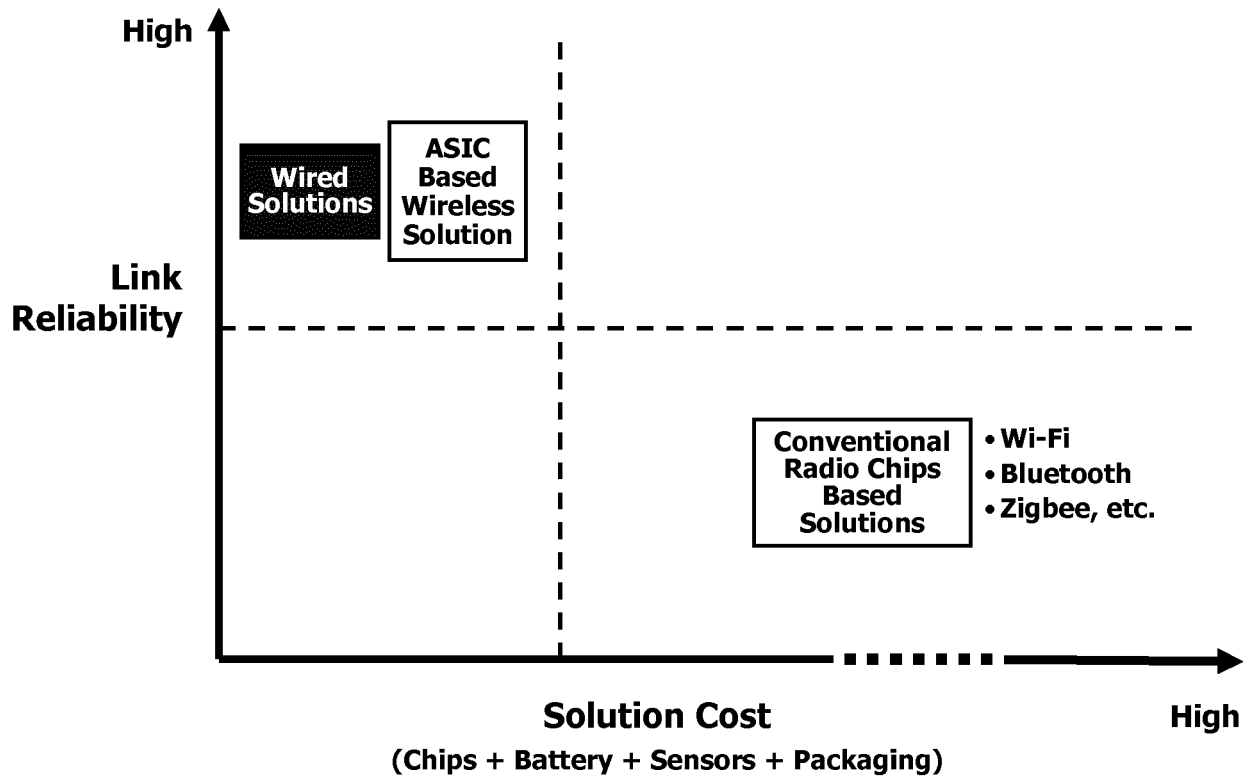 High
Wired
Solutions
ASIC
Based
Wireless
Solution
Link
Reliability
Conventional
Radio Chips
Based
Solutions
• Wi-Fi
• Bluetooth
• Zigbee, etc.
Solution Cost
High
(Chips + Battery + Sensors + Packaging)